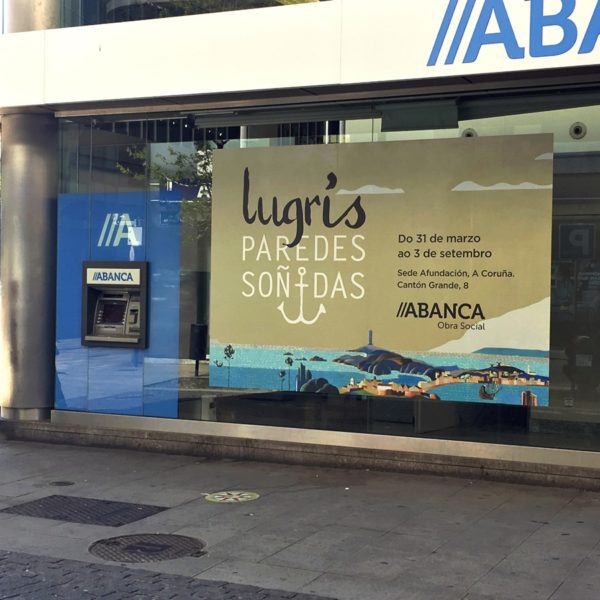 //ABA
//A
//ABANCA
lugrís
PAREDES
SOÑADAS
Do 31 de marzo
ao 3 de setembro
Sede Afundación, A Coruña.
Cantón Grande, 8
//ABANCA
Obra Social
P